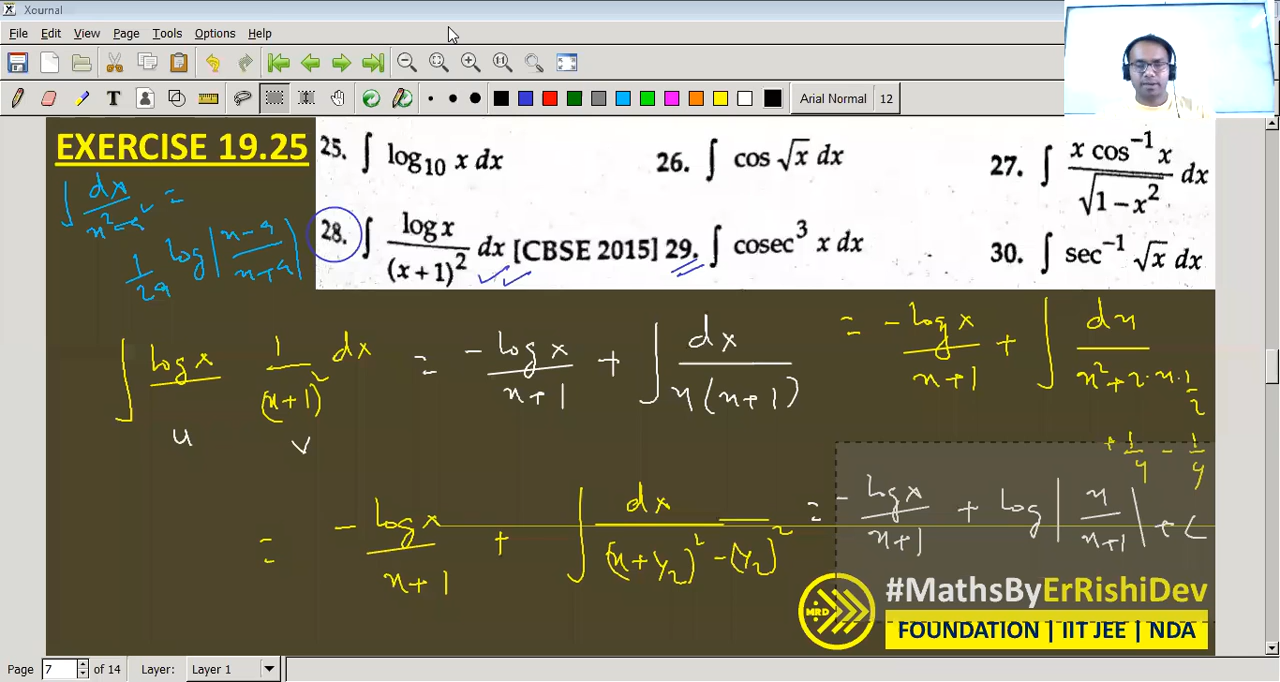 Xournal
File Edit View Page Tools Options Help
Arial Normal 12
EXERCISE 19.25
25. ∫ log₁₀ x dx 26. ∫ cos √x dx 27. ∫ (x cos⁻¹ x)/√(1−x²) dx
28. ∫ log x/(x+1)² dx [CBSE 2015] 29. ∫ cosec³ x dx 30. ∫ sec⁻¹ √x dx
∫ dx/(x²−a²) =
1/2a log |(x−a)/(x+a)|
∫ log x 1/(x+1)² dx = −log x/(x+1) + ∫ dx/(x(x+1)) = −log x/(x+1) + ∫ dx/(x²+2·x·1/2
u v
+ 1/4 − 1/4
= −log x/(x+1) + ∫ dx/((x+1/2)²−(1/2)²) = −log x/(x+1) + log |x/(x+1)| + C
MRD
#MathsByErRishiDev
FOUNDATION | IIT JEE | NDA
Page 7 of 14 Layer: Layer 1